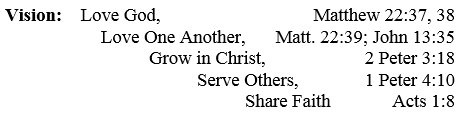 Vision: Love God, Matthew 22:37, 38
Love One Another, Matt. 22:39; John 13:35
Grow in Christ, 2 Peter 3:18
Serve Others, 1 Peter 4:10
Share Faith Acts 1:8